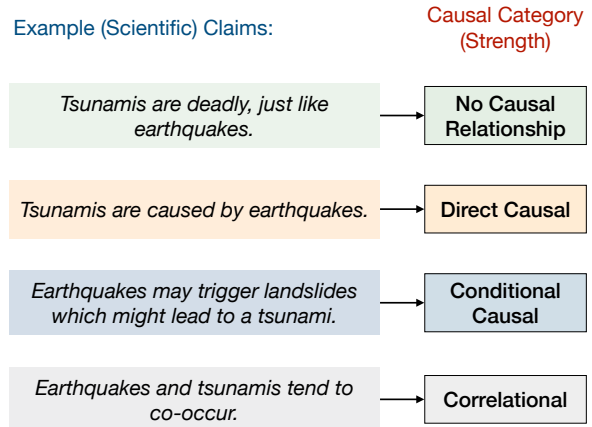 Example (Scientific) Claims:
Causal Category
(Strength)
Tsunamis are deadly, just like
earthquakes.
No Causal
Relationship
Tsunamis are caused by earthquakes.
Direct Causal
Earthquakes may trigger landslides
which might lead to a tsunami.
Conditional
Causal
Earthquakes and tsunamis tend to
co-occur.
Correlational